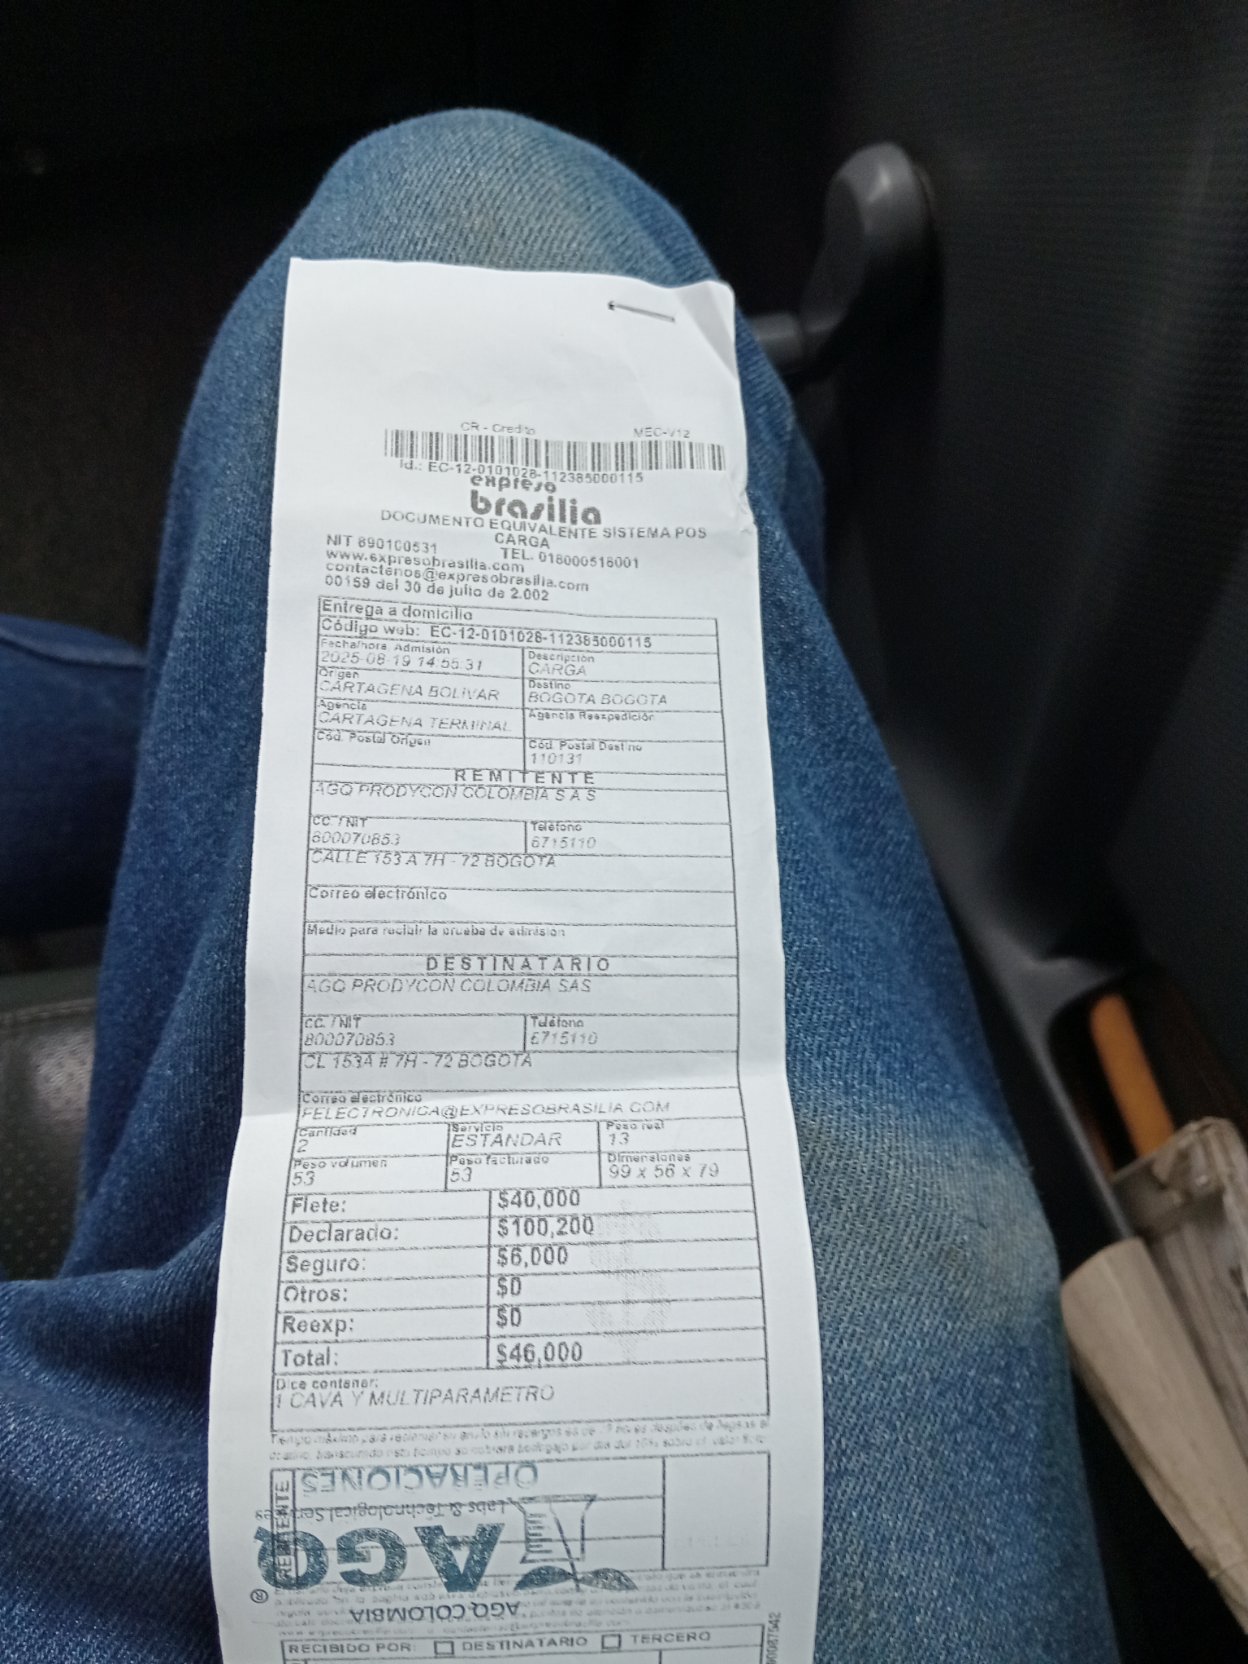 CR - Credito MEC-V12
Id.: EC-12-0101028-112385000115
expreso
brasilia
DOCUMENTO EQUIVALENTE SISTEMA POS
CARGA
NIT 890100531 TEL. 018000518001
www.expresobrasilia.com
contactenos@expresobrasilia.com
00159 del 30 de julio de 2.002
Entrega a domicilio
Código web: EC-12-0101028-112385000115
Fecha/hora Admisión Descripción
2025-08-19 14:55:31 CARGA
Origen Destino
CARTAGENA BOLIVAR BOGOTA BOGOTA
Agencia Agencia Reexpedición
CARTAGENA TERMINAL
Cód. Postal Origen Cód. Postal Destino
110131
REMITENTE
AGQ PRODYCON COLOMBIA S A S
CC. / NIT Teléfono
800070853 6715110
CALLE 153 A 7H - 72 BOGOTA
Correo electrónico
Medio para recibir la prueba de admisión
DESTINATARIO
AGQ PRODYCON COLOMBIA SAS
CC. / NIT Teléfono
800070853 6715110
CL 153A # 7H - 72 BOGOTA
Correo electrónico
FELECTRONICA@EXPRESOBRASILIA.COM
Cantidad Servicio Peso real
2 ESTANDAR 13
Peso volumen Peso facturado Dimensiones
53 53 99 x 56 x 79
Flete: $40,000
Declarado: $100,200
Seguro: $6,000
Otros: $0
Reexp: $0
Total: $46,000
Dice contener:
1 CAVA Y MULTIPARAMETRO
REMITENTE
OPERACIONES
Labs & Technological Services
AGQ
®
AGQ COLOMBIA
RECIBIDO POR: DESTINATARIO TERCERO